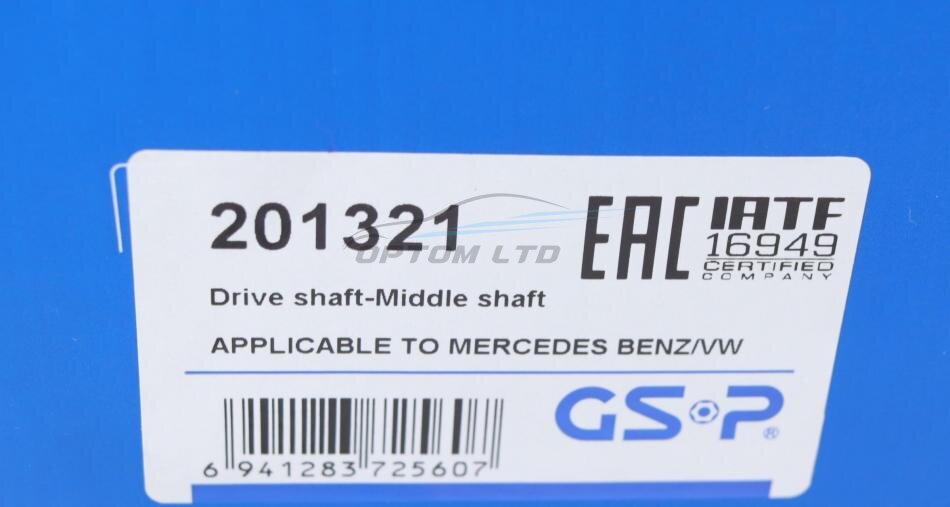 201321
EAC
IATF
16949
CERTIFIED
COMPANY
OPTOM LTD
Drive shaft-Middle shaft
APPLICABLE TO MERCEDES BENZ/VW
GSP®
6 941283 725607